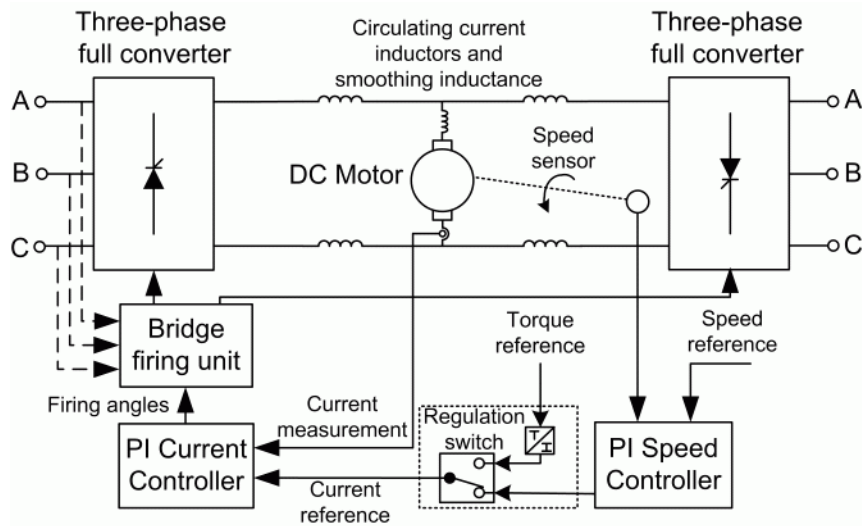 Three-phase
full converter
Circulating current
inductors and
smoothing inductance
Three-phase
full converter
A
A
B
Speed
sensor
B
DC Motor
C
C
Bridge
firing unit
Torque
reference
Speed
reference
Firing angles
Current
measurement
Regulation
switch
T
I
PI Current
Controller
PI Speed
Controller
Current
reference